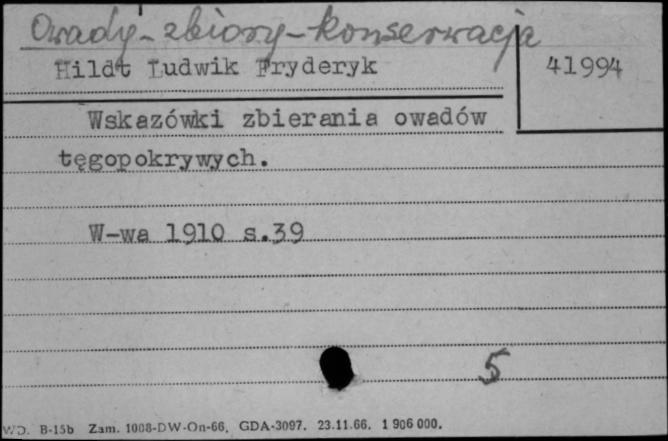 Owady - zbiory - konserwacja
Hildt Ludwik Fryderyk
41994
Wskazówki zbierania owadów
tęgopokrywych.
W-wa 1910 s.39
5
WD. B-15b Zam. 1008-DW-On-66. GDA-3097. 23.11.66. 1 906 000.